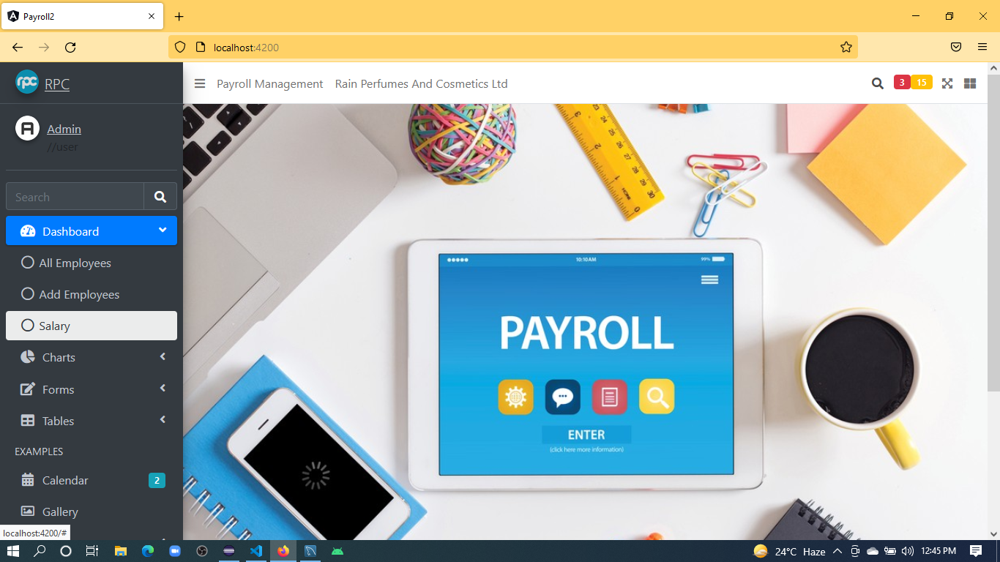 Payroll2
localhost:4200
rpc RPC
Payroll Management Rain Perfumes And Cosmetics Ltd
3 15
A Admin
//user
Search
Dashboard
All Employees
Add Employees
Salary
Charts
Forms
Tables
EXAMPLES
Calendar 2
Gallery
localhost:4200/#
10:10AM 99%
PAYROLL
ENTER
(click here more information)
24°C Haze 12:45 PM